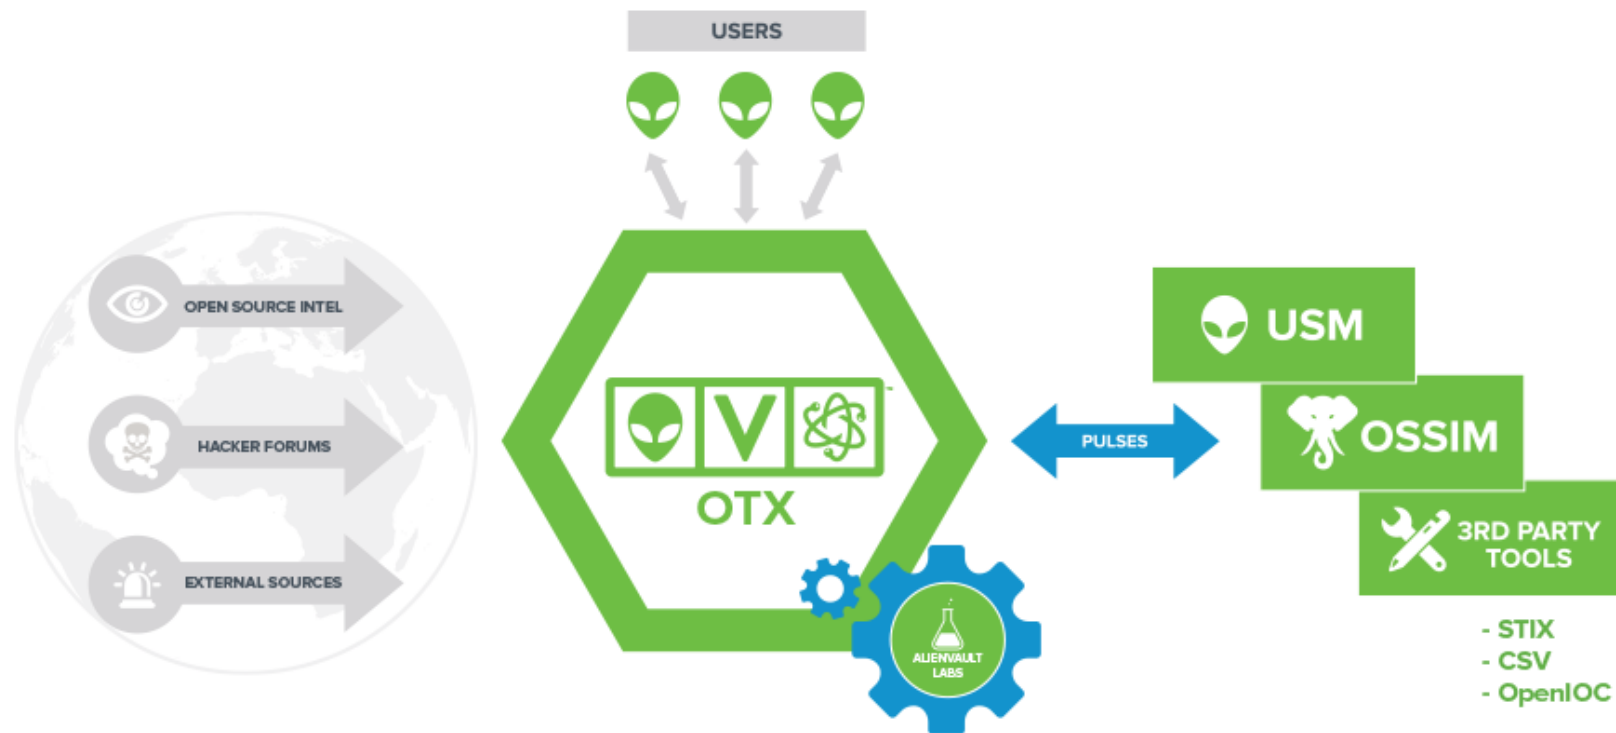 USERS
OPEN SOURCE INTEL
HACKER FORUMS
EXTERNAL SOURCES
V
™
OTX
ALIENVAULT
LABS
PULSES
USM
OSSIM
3RD PARTY
TOOLS
- STIX
- CSV
- OpenIOC